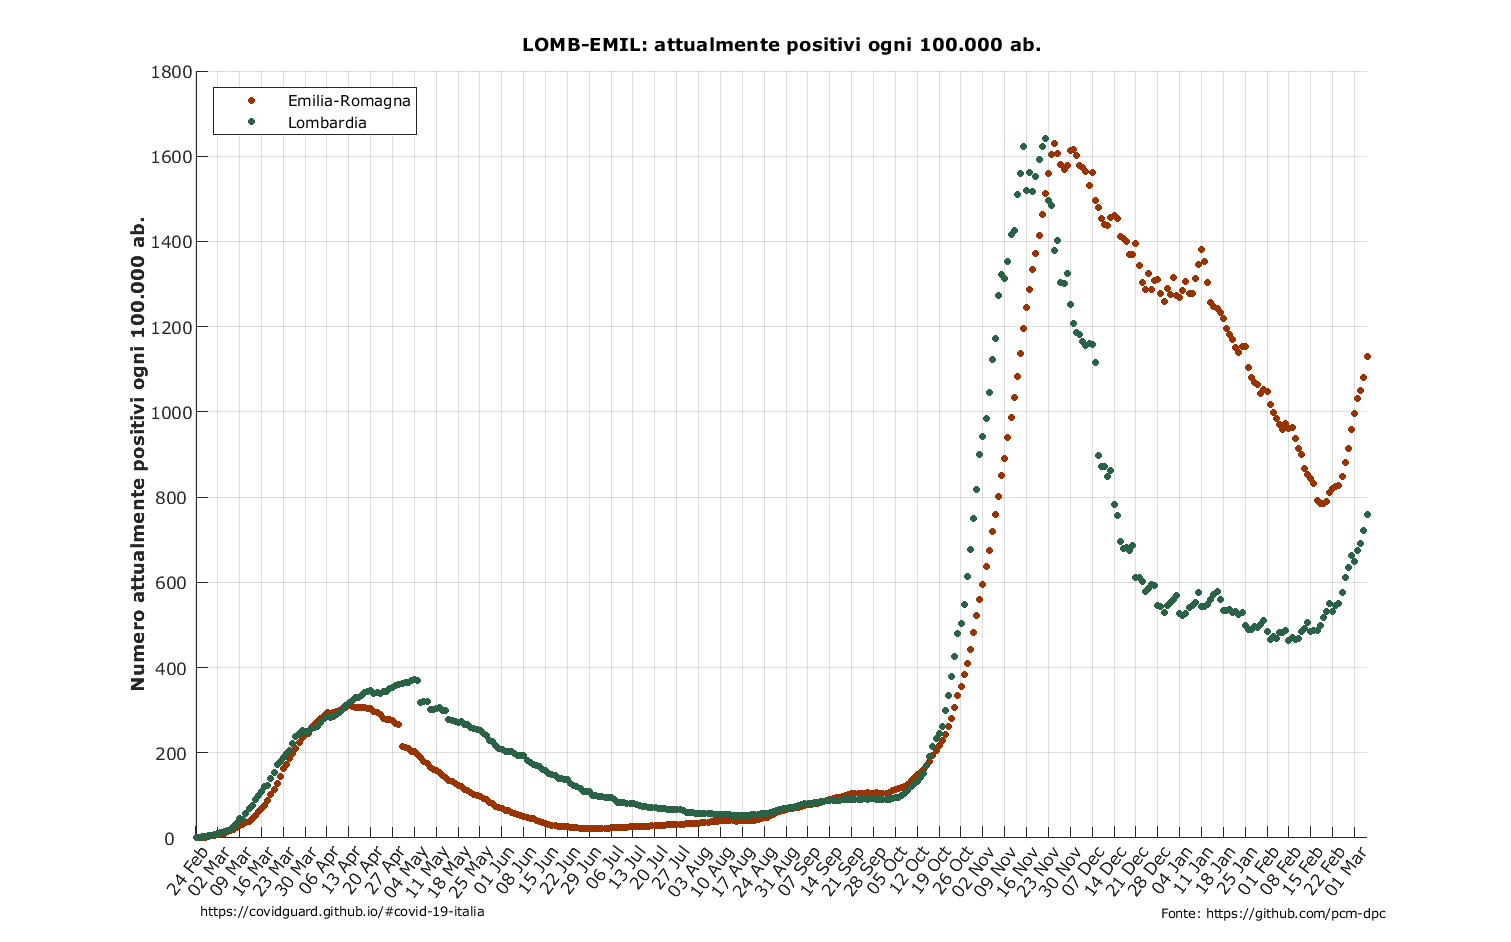 LOMB-EMIL: attualmente positivi ogni 100.000 ab.
Emilia-Romagna
Lombardia
Numero attualmente positivi ogni 100.000 ab.
1800
1600
1400
1200
1000
800
600
400
200
0
24 Feb
02 Mar
09 Mar
16 Mar
23 Mar
30 Mar
06 Apr
13 Apr
20 Apr
27 Apr
04 May
11 May
18 May
25 May
01 Jun
08 Jun
15 Jun
22 Jun
29 Jun
06 Jul
13 Jul
20 Jul
27 Jul
03 Aug
10 Aug
17 Aug
24 Aug
31 Aug
07 Sep
14 Sep
21 Sep
28 Sep
05 Oct
12 Oct
19 Oct
26 Oct
02 Nov
09 Nov
16 Nov
23 Nov
30 Nov
07 Dec
14 Dec
21 Dec
28 Dec
04 Jan
11 Jan
18 Jan
25 Jan
01 Feb
08 Feb
15 Feb
22 Feb
01 Mar
https://covidguard.github.io/#covid-19-italia
Fonte: https://github.com/pcm-dpc